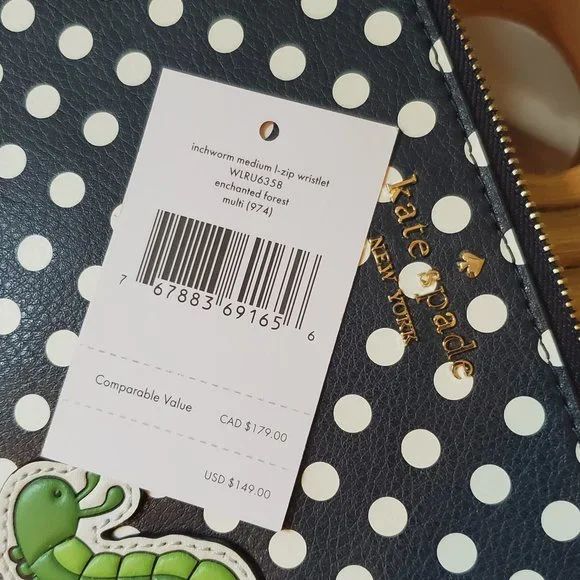 inchworm medium l-zip wristlet
WLRU6358
enchanted forest
multi (974)
7 67883 69165 6
Comparable Value CAD $179.00
USD $149.00
kate spade
NEW YORK